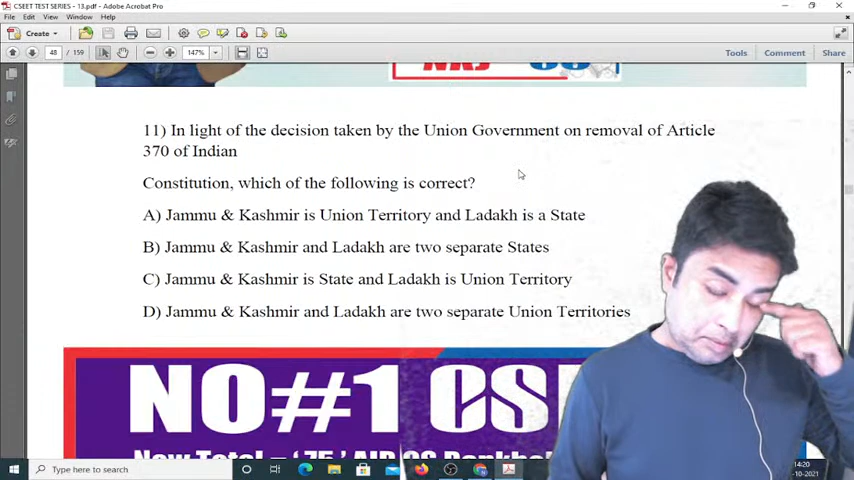 CSEET TEST SERIES - 13.pdf - Adobe Acrobat Pro
File Edit View Window Help
Create
48 / 159 147% Tools Comment Share
11) In light of the decision taken by the Union Government on removal of Article
370 of Indian
Constitution, which of the following is correct?
A) Jammu & Kashmir is Union Territory and Ladakh is a State
B) Jammu & Kashmir and Ladakh are two separate States
C) Jammu & Kashmir is State and Ladakh is Union Territory
D) Jammu & Kashmir and Ladakh are two separate Union Territories
NO#1 CS
Type here to search
14:20
-10-2021